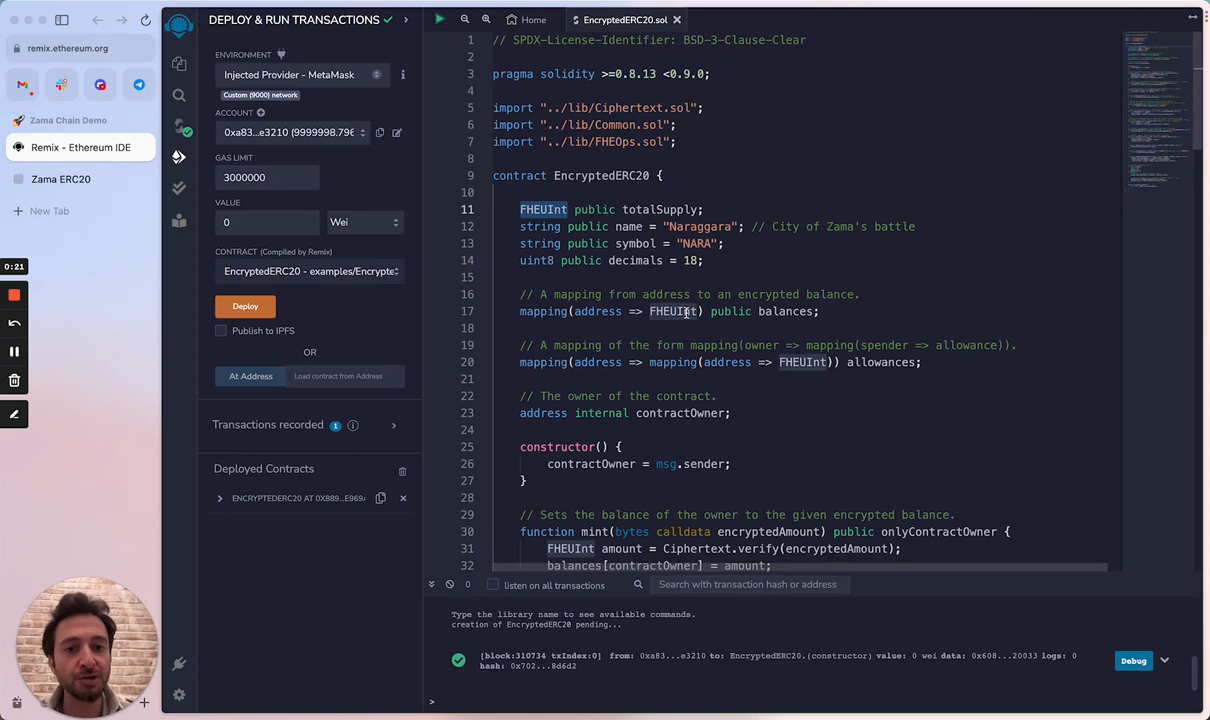 remix.ethereum.org
Zama Chain Demo
Remix - Ethereum IDE
Zama ERC20
New Tab
0:21
DEPLOY & RUN TRANSACTIONS
ENVIRONMENT
Injected Provider - MetaMask
Custom (9000) network
ACCOUNT
0xa83...e3210 (9999998.796
GAS LIMIT
3000000
VALUE
0
Wei
CONTRACT (Compiled by Remix)
EncryptedERC20 - examples/Encrypte
Deploy
Publish to IPFS
OR
At Address
Load contract from Address
Transactions recorded 1
Deployed Contracts
ENCRYPTEDERC20 AT 0X889...E969A
Home
EncryptedERC20.sol
1 // SPDX-License-Identifier: BSD-3-Clause-Clear
2
3 pragma solidity >=0.8.13 <0.9.0;
4
5 import "../lib/Ciphertext.sol";
6 import "../lib/Common.sol";
7 import "../lib/FHEOps.sol";
8
9 contract EncryptedERC20 {
10
11 FHEUInt public totalSupply;
12 string public name = "Naraggara"; // City of Zama's battle
13 string public symbol = "NARA";
14 uint8 public decimals = 18;
15
16 // A mapping from address to an encrypted balance.
17 mapping(address => FHEUInt) public balances;
18
19 // A mapping of the form mapping(owner => mapping(spender => allowance)).
20 mapping(address => mapping(address => FHEUInt)) allowances;
21
22 // The owner of the contract.
23 address internal contractOwner;
24
25 constructor() {
26 contractOwner = msg.sender;
27 }
28
29 // Sets the balance of the owner to the given encrypted balance.
30 function mint(bytes calldata encryptedAmount) public onlyContractOwner {
31 FHEUInt amount = Ciphertext.verify(encryptedAmount);
32 balances[contractOwner] = amount;
0
listen on all transactions
Search with transaction hash or address
Type the library name to see available commands.
creation of EncryptedERC20 pending...
[block:310734 txIndex:0] from: 0xa83...e3210 to: EncryptedERC20.(constructor) value: 0 wei data: 0x608...20033 logs: 0
hash: 0x702...8d6d2
Debug
>